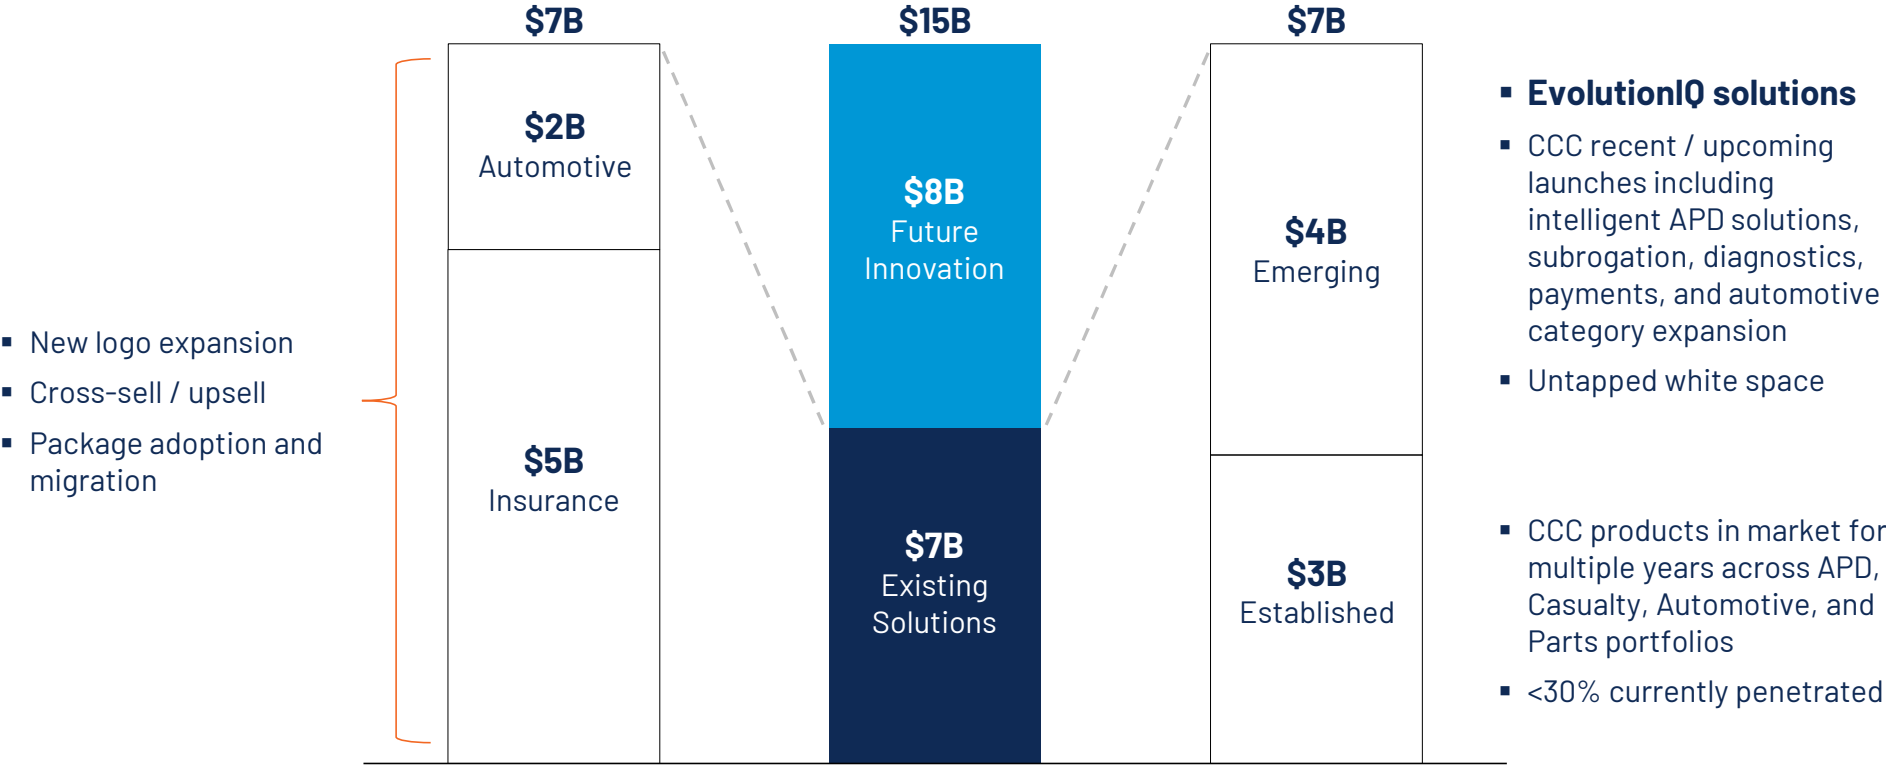 ▪ New logo expansion
▪ Cross-sell / upsell
▪ Package adoption and
migration
$7B
$2B
Automotive
$5B
Insurance
$15B
$8B
Future
Innovation
$7B
Existing
Solutions
$7B
$4B
Emerging
$3B
Established
▪ EvolutionIQ solutions
▪ CCC recent / upcoming
launches including
intelligent APD solutions,
subrogation, diagnostics,
payments, and automotive
category expansion
▪ Untapped white space
▪ CCC products in market for
multiple years across APD,
Casualty, Automotive, and
Parts portfolios
▪ <30% currently penetrated